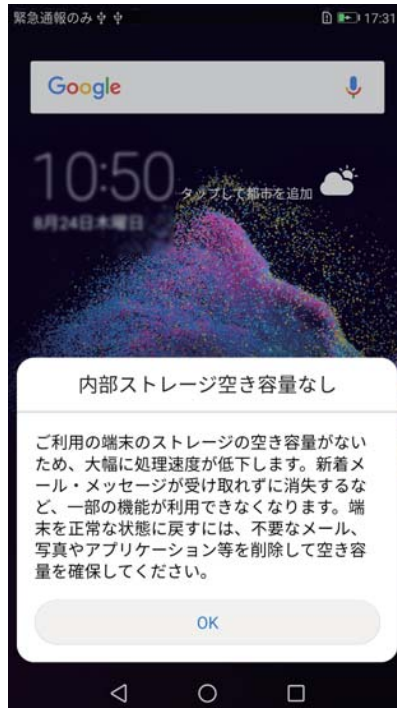 緊急通報のみ
17:31
Google
10:50
タップして都市を追加
8月24日木曜日
内部ストレージ空き容量なし
ご利用の端末のストレージの空き容量がない
ため、大幅に処理速度が低下します。新着メ
ール・メッセージが受け取れずに消失するな
ど、一部の機能が利用できなくなります。端
末を正常な状態に戻すには、不要なメール、
写真やアプリケーション等を削除して空き容
量を確保してください。
OK